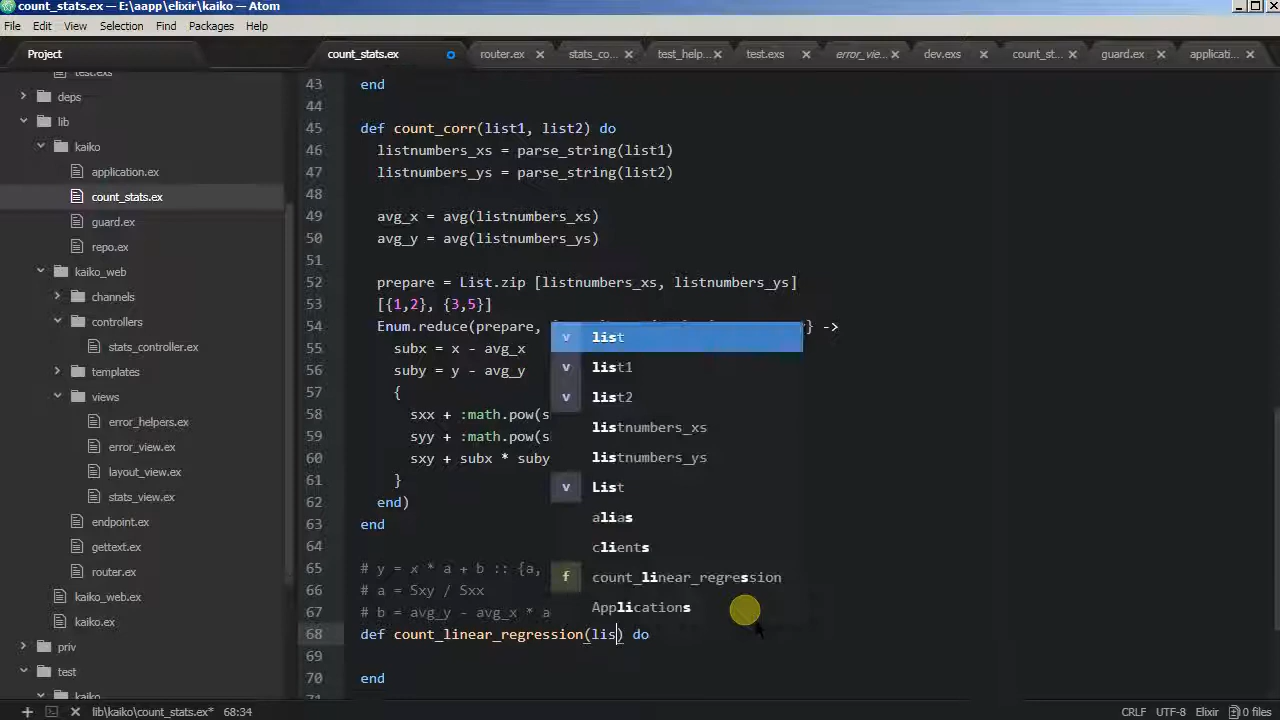 count_stats.ex — E:\aapp\elixir\kaiko — Atom
File Edit View Selection Find Packages Help
Project
count_stats.ex router.ex stats_co... test_help... test.exs error_vie... dev.exs count_st... guard.ex applicati...
test.exs
deps
lib
kaiko
application.ex
count_stats.ex
guard.ex
repo.ex
kaiko_web
channels
controllers
stats_controller.ex
templates
views
error_helpers.ex
error_view.ex
layout_view.ex
stats_view.ex
endpoint.ex
gettext.ex
router.ex
kaiko_web.ex
kaiko.ex
priv
test
kaiko
43 end
44
45 def count_corr(list1, list2) do
46 listnumbers_xs = parse_string(list1)
47 listnumbers_ys = parse_string(list2)
48
49 avg_x = avg(listnumbers_xs)
50 avg_y = avg(listnumbers_ys)
51
52 prepare = List.zip [listnumbers_xs, listnumbers_ys]
53 [{1,2}, {3,5}]
54 Enum.reduce(prepare, } ->
55 subx = x - avg_x
56 suby = y - avg_y
57 {
58 sxx + :math.pow(s
59 syy + :math.pow(s
60 sxy + subx * suby
61 }
62 end)
63 end
64
65 # y = x * a + b :: {a,
66 # a = Sxy / Sxx
67 # b = avg_y - avg_x * a
68 def count_linear_regression(lis) do
69
70 end
71
v list
v list1
v list2
listnumbers_xs
listnumbers_ys
v List
alias
clients
f count_linear_regression
Applications
lib\kaiko\count_stats.ex* 68:34 CRLF UTF-8 Elixir 0 files